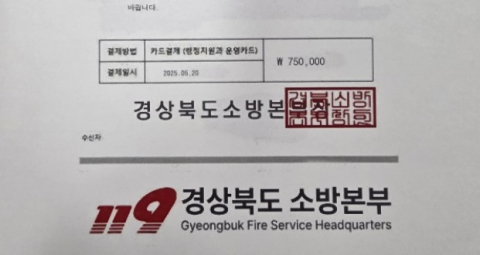 바랍니다.
결제방법 카드결제 (행정지원과 운영카드) ₩ 750,000
결제일시 2025.05.20
경상북도소방본부장
수신자
119 경상북도 소방본부
Gyeongbuk Fire Service Headquarters